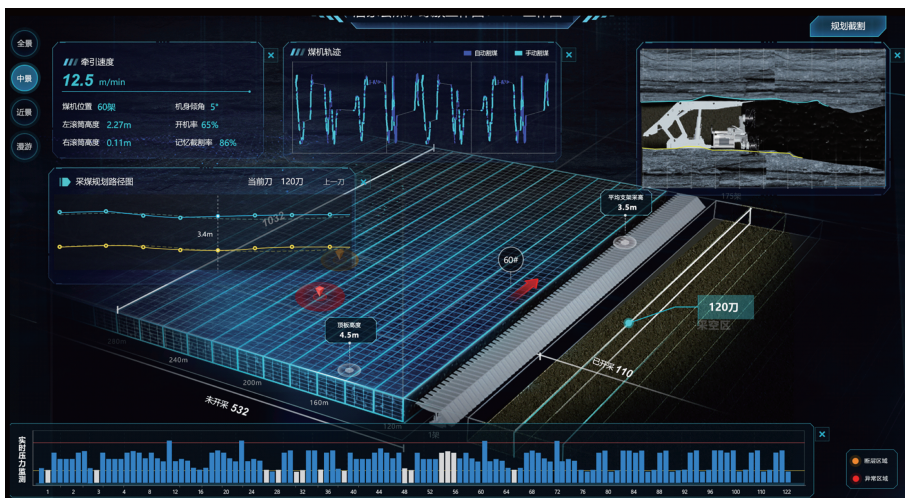 规划截割
全景
中景
近景
漫游
牵引速度
12.5 m/min
煤机位置 60架
机身倾角 5°
左滚筒高度 2.27m
开机率 65%
右滚筒高度 0.11m
记忆截割率 86%
煤机轨迹
自动割煤
手动割煤
采煤规划路径图
当前刀 120刀
上一刀
3.4m
1032
平均支架采高
3.5m
175架
60#
120刀
采空区
顶板高度
4.5m
280m
240m
200m
160m
120m
未开采 532
已开采 110
1架
实时压力监测
1 2 3 4 8 12 16 20 24 28 32 36 40 44 48 52 56 60 64 68 72 76 80 84 88 92 96 100 110 122
断层区域
异常区域